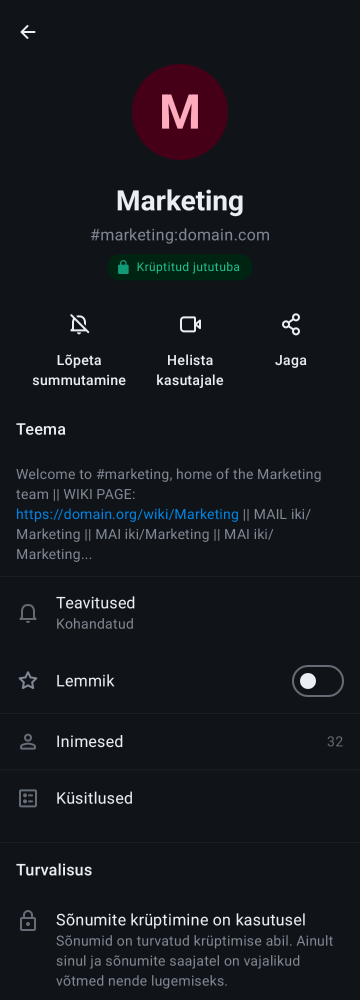 M
Marketing
#marketing:domain.com
Krüptitud jututuba
Lõpeta
summutamine
Helista
kasutajale
Jaga
Teema
Welcome to #marketing, home of the Marketing
team || WIKI PAGE:
https://domain.org/wiki/Marketing || MAIL iki/
Marketing || MAI iki/Marketing || MAI iki/
Marketing...
Teavitused
Kohandatud
Lemmik
Inimesed 32
Küsitlused
Turvalisus
Sõnumite krüptimine on kasutusel
Sõnumid on turvatud krüptimise abil. Ainult
sinul ja sõnumite saajatel on vajalikud
võtmed nende lugemiseks.